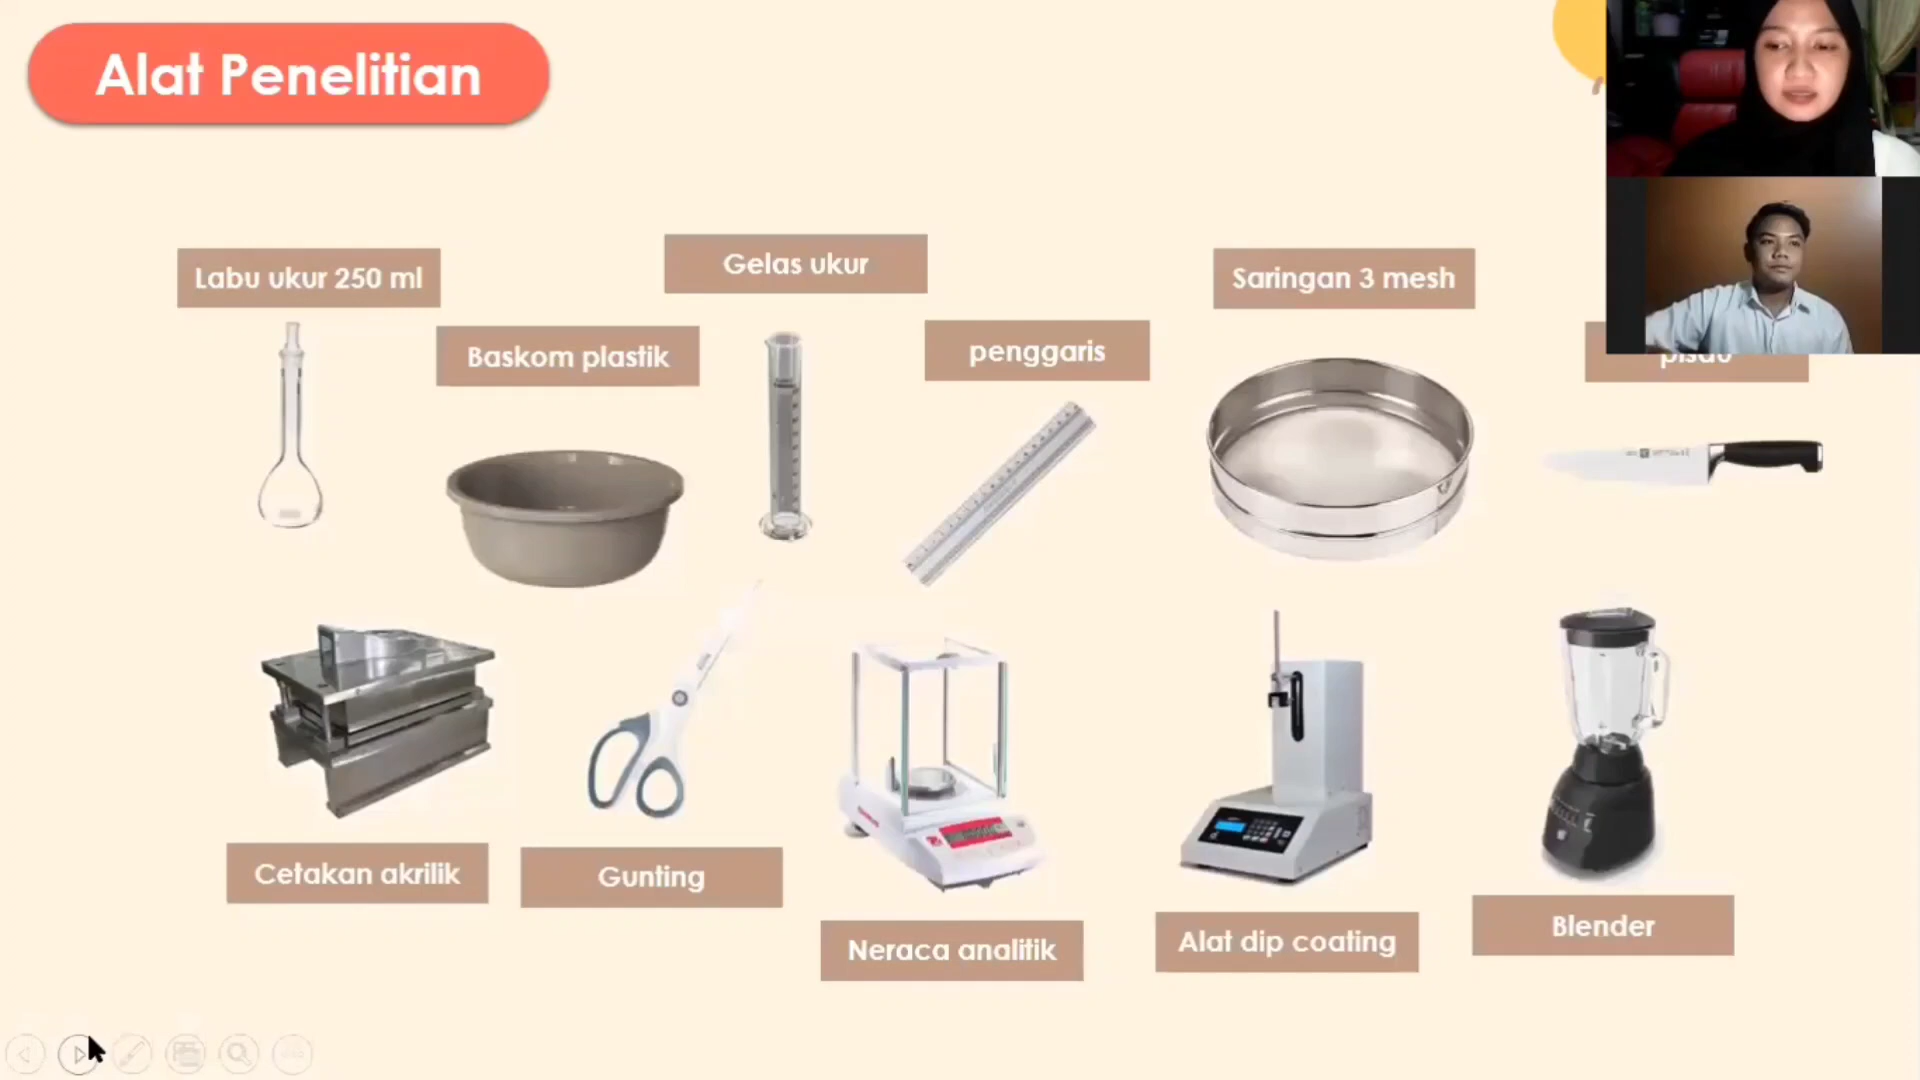 Alat Penelitian
Labu ukur 250 ml
Gelas ukur
Saringan 3 mesh
Baskom plastik
penggaris
pisau
Cetakan akrilik
Gunting
Neraca analitik
Alat dip coating
Blender